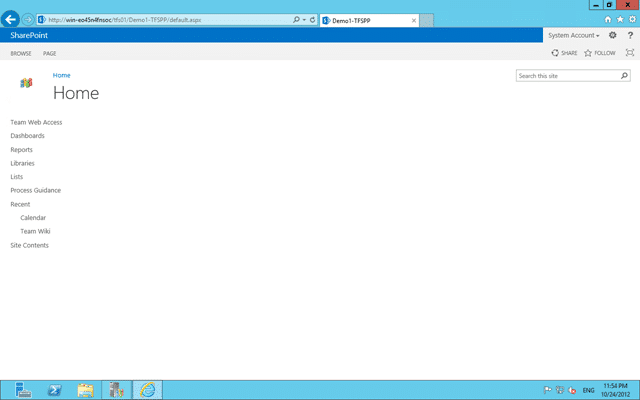 http://win-eo45n4fnsoc/tfs01/Demo1-TFSPP/default.aspx
Demo1-TFSPP
SharePoint
System Account
?
BROWSE PAGE
SHARE FOLLOW
Home
Search this site
Home
Team Web Access
Dashboards
Reports
Libraries
Lists
Process Guidance
Recent
Calendar
Team Wiki
Site Contents
ENG
11:54 PM
10/24/2012